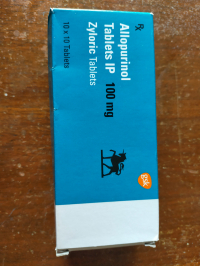 Rx
Allopurinol
Tablets IP 100 mg
Zyloric Tablets
10 x 10 Tablets
gsk